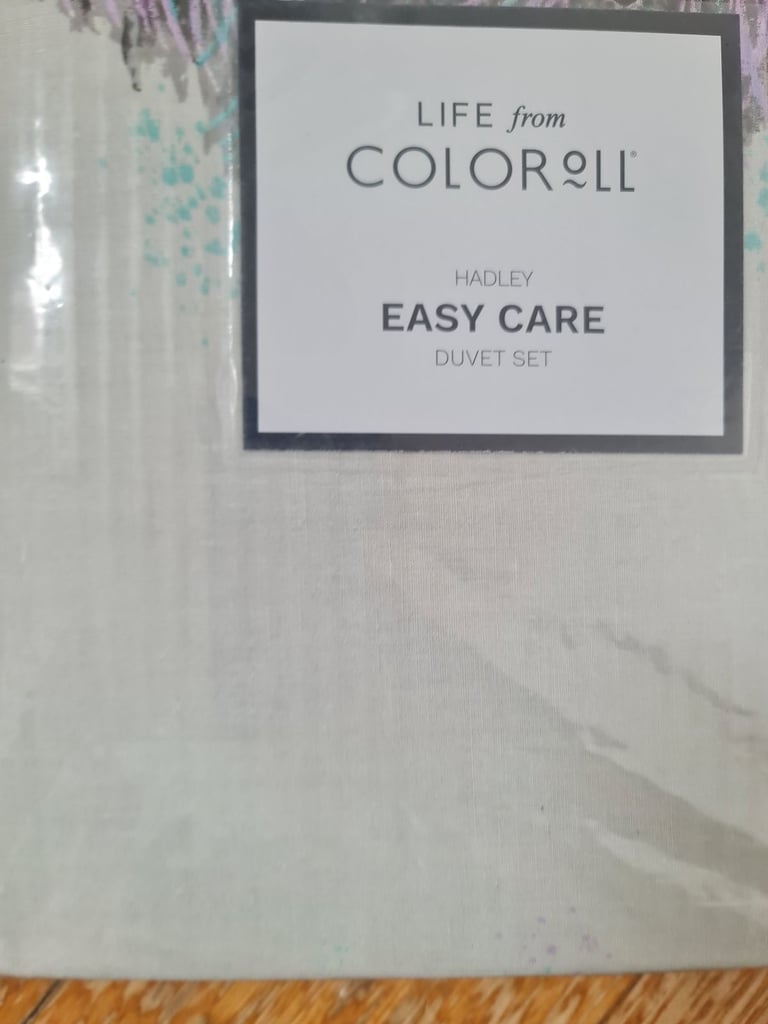 LIFE from
COLOROLL®
HADLEY
EASY CARE
DUVET SET